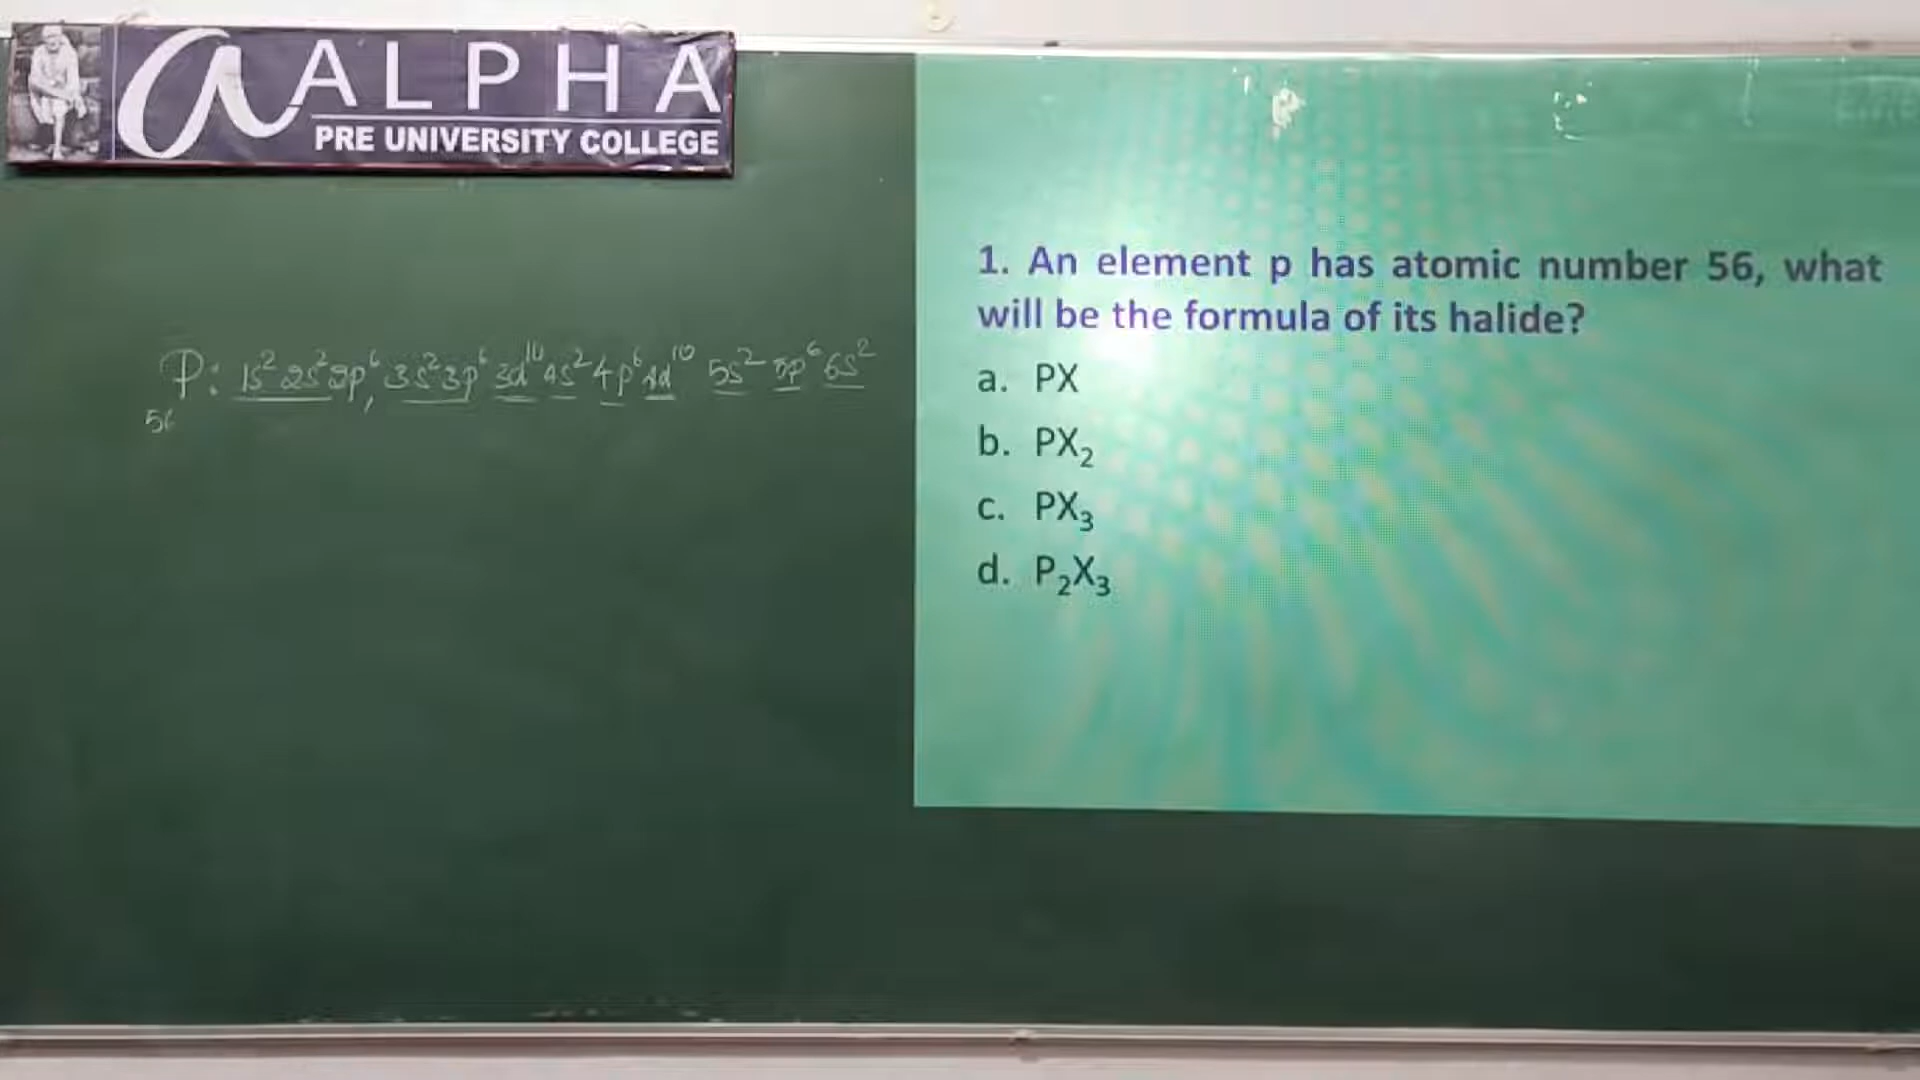 a ALPHA
PRE UNIVERSITY COLLEGE
P: 1s² 2s² 2p⁶, 3s² 3p⁶ 3d¹⁰ 4s² 4p⁶ 4d¹⁰ 5s² 5p⁶ 6s²
56
1. An element p has atomic number 56, what
will be the formula of its halide?
a. PX
b. PX₂
c. PX₃
d. P₂X₃